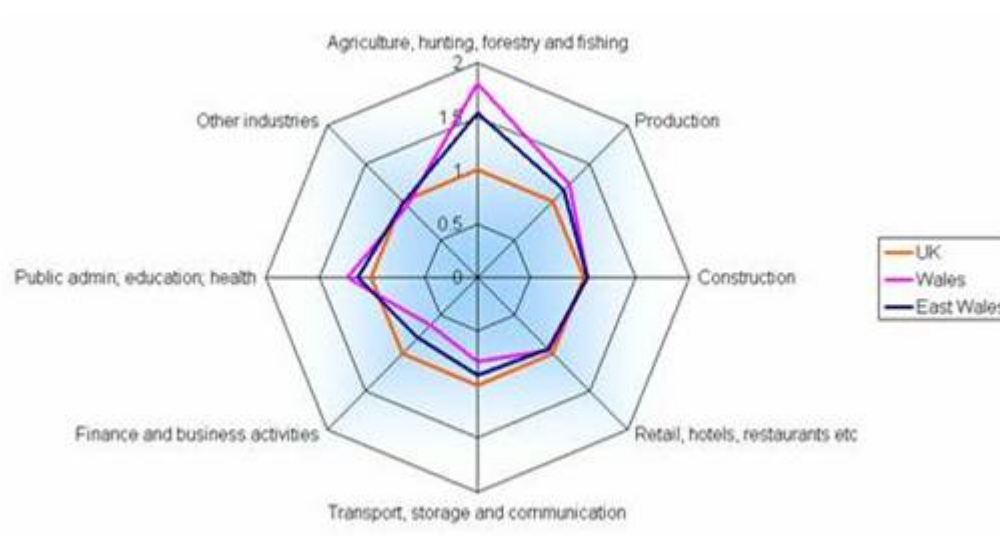 Agriculture, hunting, forestry and fishing
2
Other industries
1.5
Production
1
0.5
Public admin; education; health
0
Construction
UK
Wales
East Wales
Finance and business activities
Retail, hotels, restaurants etc
Transport, storage and communication